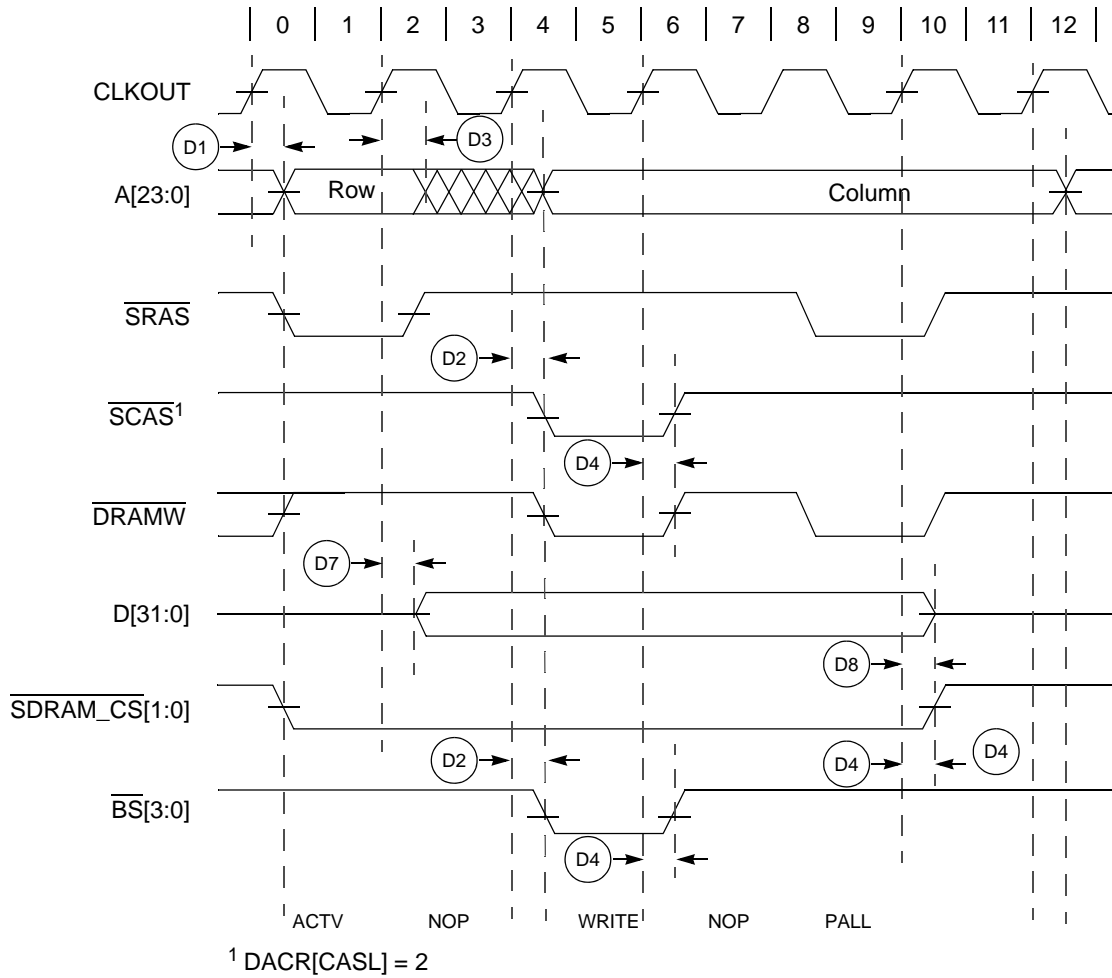 0 1 2 3 4 5 6 7 8 9 10 11 12
CLKOUT
D1 D3
A[23:0] Row Column
SRAS
D2
SCAS1
D4
DRAMW
D7
D[31:0]
D8
SDRAM_CS[1:0]
D2 D4 D4
BS[3:0]
D4
ACTV NOP WRITE NOP PALL
1 DACR[CASL] = 2